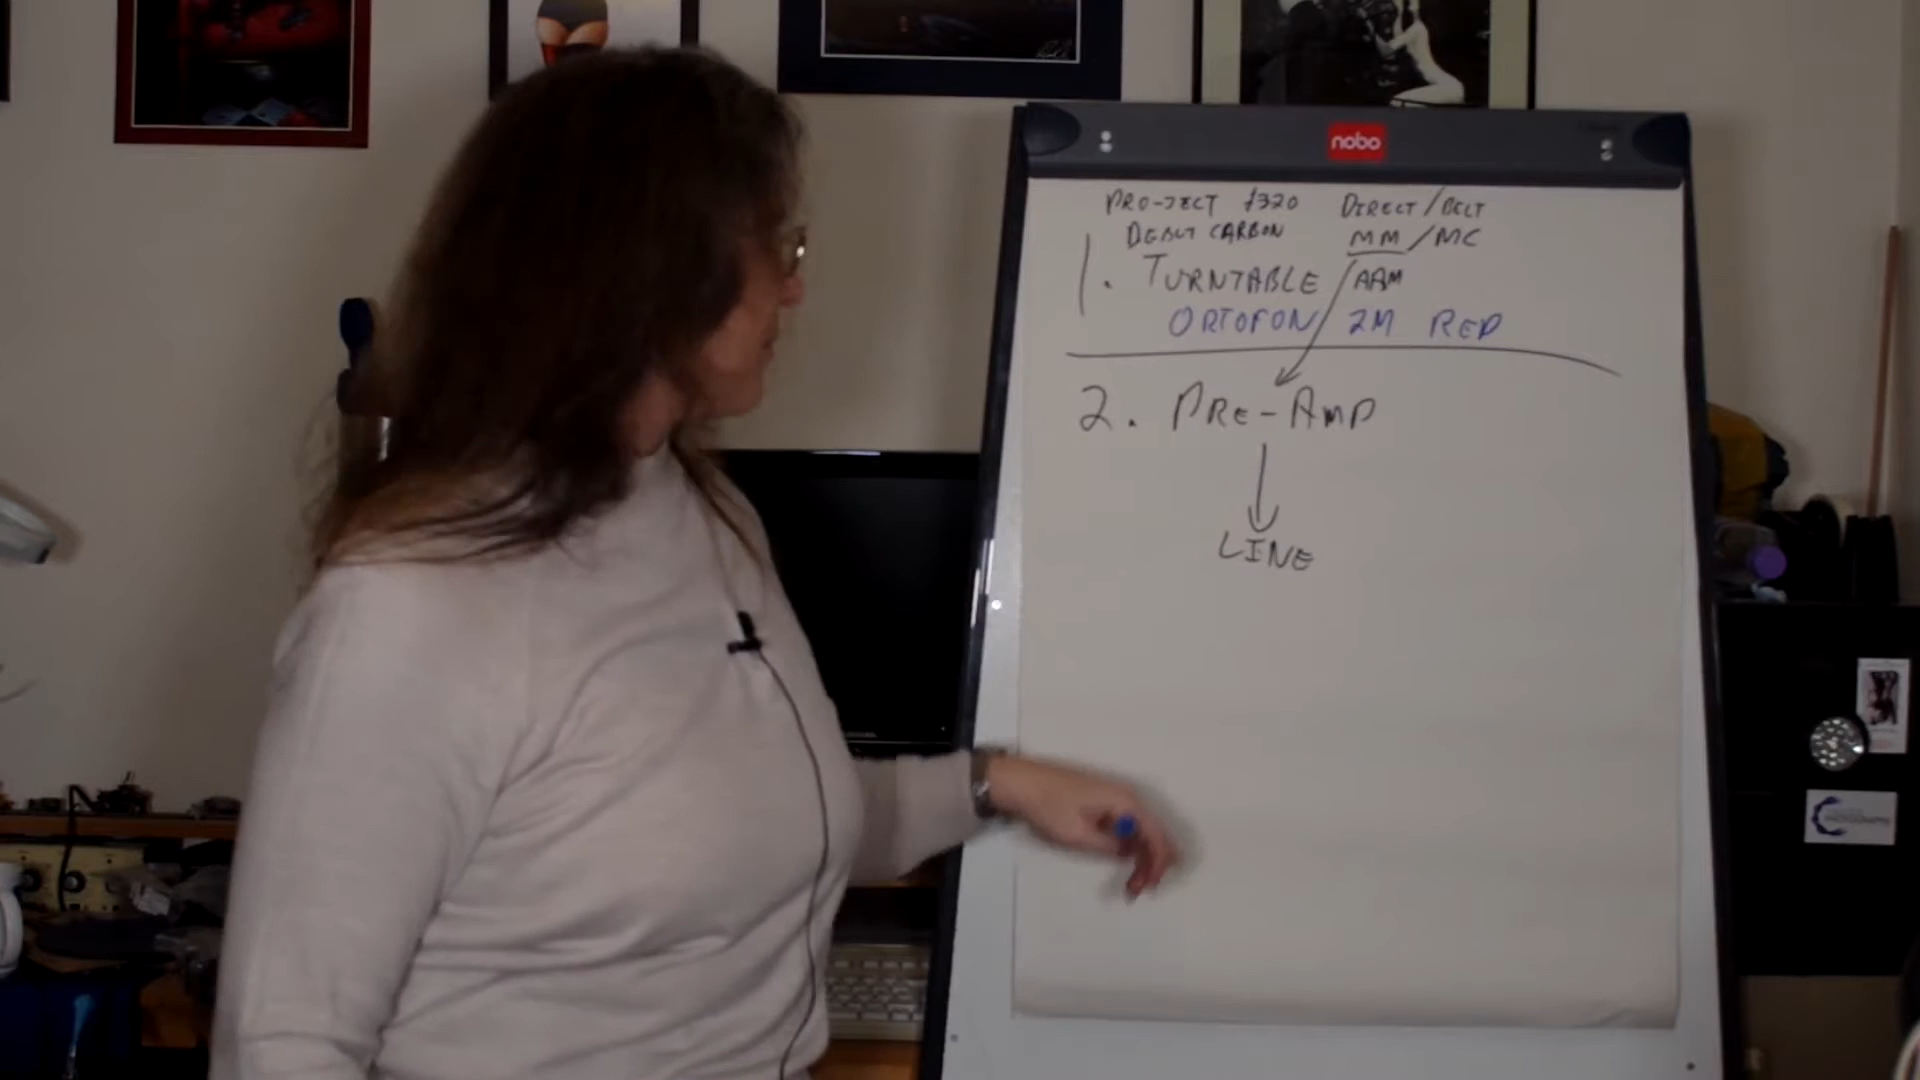 nobo
PRO-JECT £320 DIRECT/BELT
DEBUT CARBON MM/MC
1. TURNTABLE /ARM
ORTOFON 2M RED
2. PRE-AMP
LINE